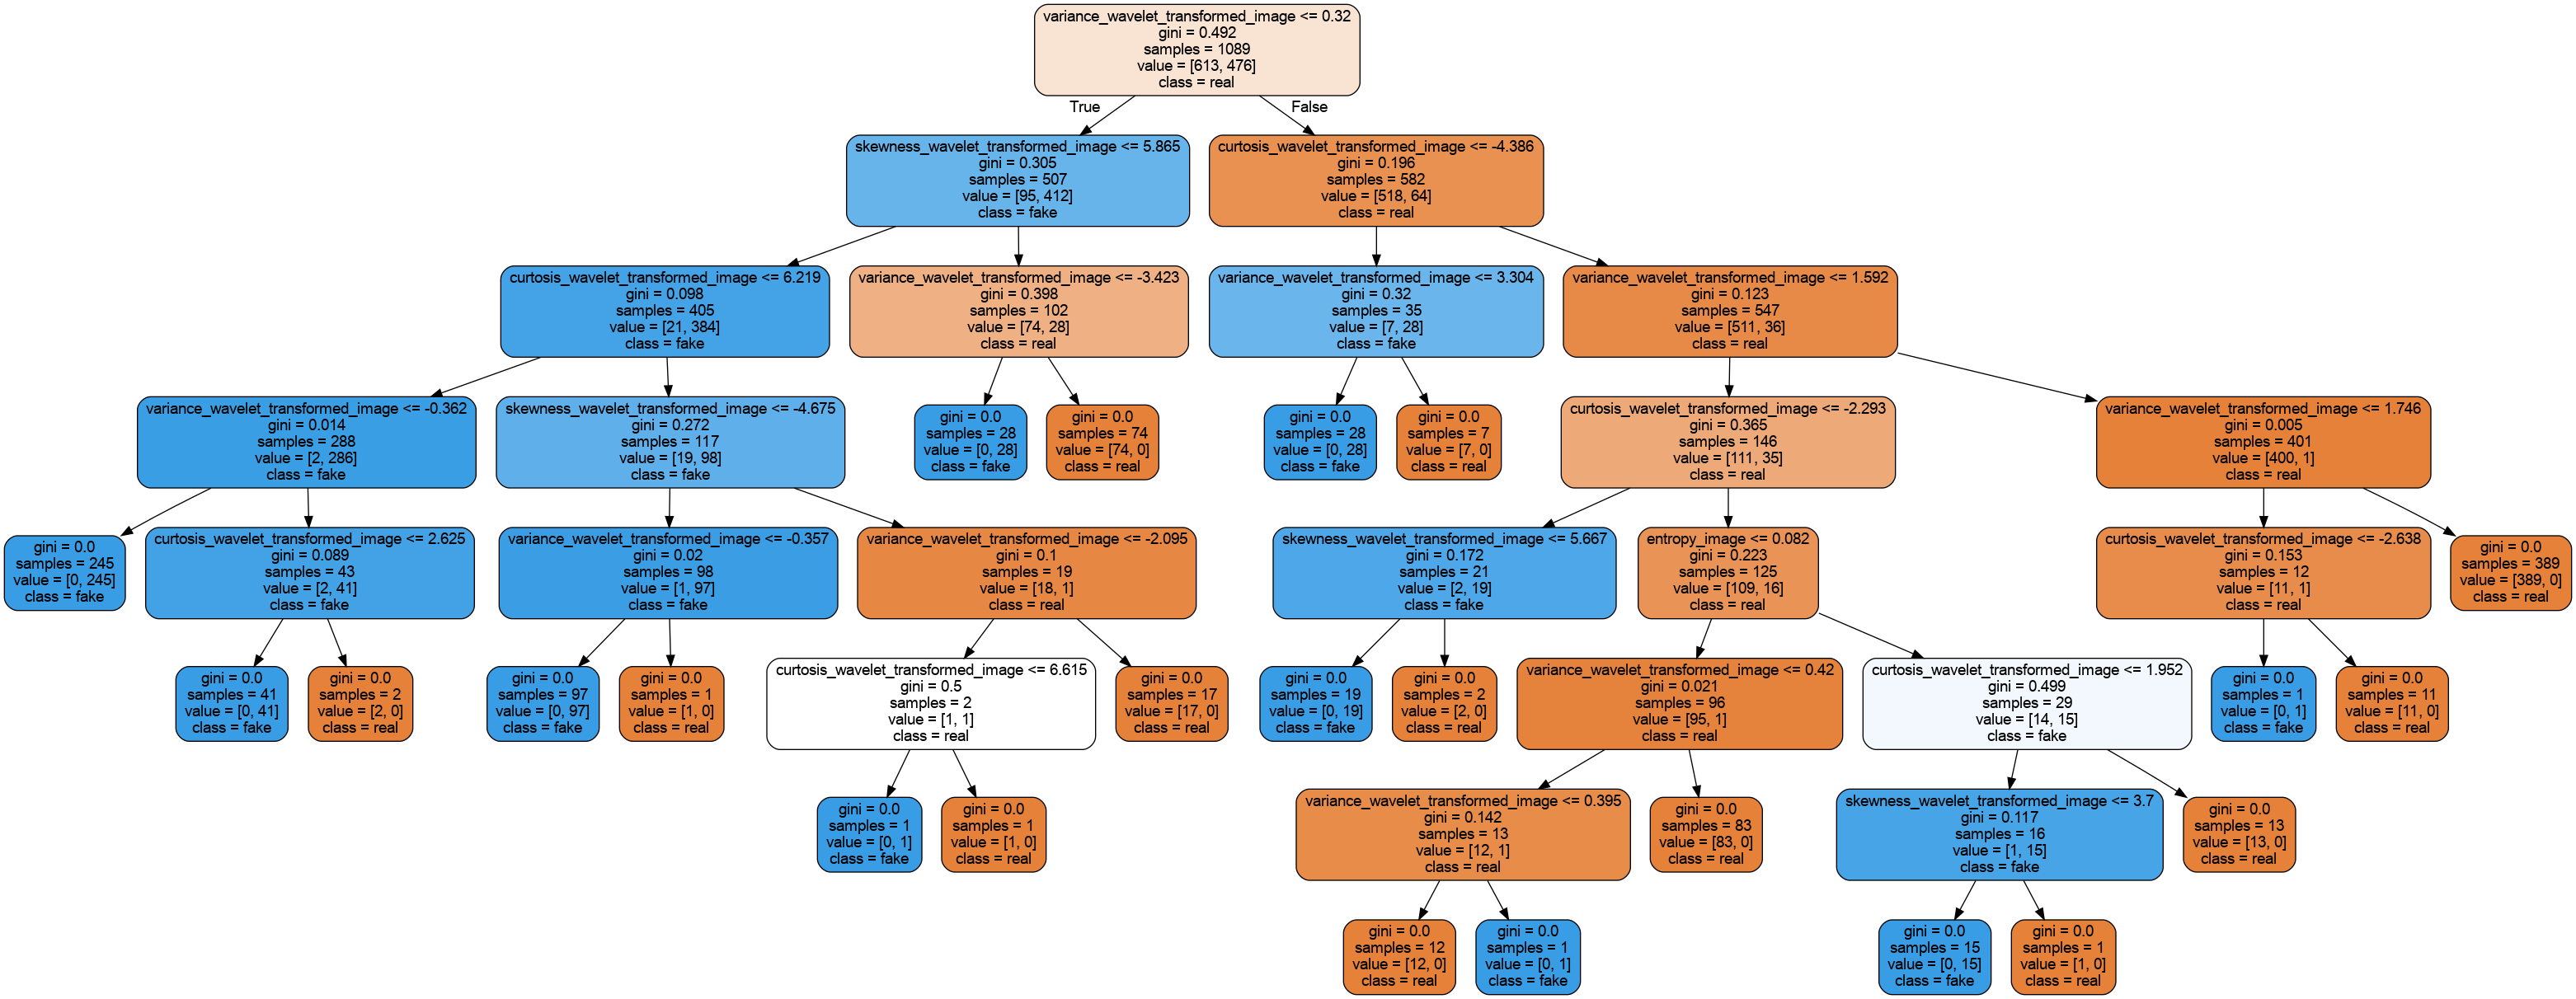 variance_wavelet_transformed_image <= 0.32
gini = 0.492
samples = 1089
value = [613, 476]
class = real
True
False
skewness_wavelet_transformed_image <= 5.865
gini = 0.305
samples = 507
value = [95, 412]
class = fake
curtosis_wavelet_transformed_image <= -4.386
gini = 0.196
samples = 582
value = [518, 64]
class = real
curtosis_wavelet_transformed_image <= 6.219
gini = 0.098
samples = 405
value = [21, 384]
class = fake
variance_wavelet_transformed_image <= -3.423
gini = 0.398
samples = 102
value = [74, 28]
class = real
variance_wavelet_transformed_image <= 3.304
gini = 0.32
samples = 35
value = [7, 28]
class = fake
variance_wavelet_transformed_image <= 1.592
gini = 0.123
samples = 547
value = [511, 36]
class = real
variance_wavelet_transformed_image <= -0.362
gini = 0.014
samples = 288
value = [2, 286]
class = fake
skewness_wavelet_transformed_image <= -4.675
gini = 0.272
samples = 117
value = [19, 98]
class = fake
gini = 0.0
samples = 28
value = [0, 28]
class = fake
gini = 0.0
samples = 74
value = [74, 0]
class = real
gini = 0.0
samples = 28
value = [0, 28]
class = fake
gini = 0.0
samples = 7
value = [7, 0]
class = real
curtosis_wavelet_transformed_image <= -2.293
gini = 0.365
samples = 146
value = [111, 35]
class = real
variance_wavelet_transformed_image <= 1.746
gini = 0.005
samples = 401
value = [400, 1]
class = real
gini = 0.0
samples = 245
value = [0, 245]
class = fake
curtosis_wavelet_transformed_image <= 2.625
gini = 0.089
samples = 43
value = [2, 41]
class = fake
variance_wavelet_transformed_image <= -0.357
gini = 0.02
samples = 98
value = [1, 97]
class = fake
variance_wavelet_transformed_image <= -2.095
gini = 0.1
samples = 19
value = [18, 1]
class = real
skewness_wavelet_transformed_image <= 5.667
gini = 0.172
samples = 21
value = [2, 19]
class = fake
entropy_image <= 0.082
gini = 0.223
samples = 125
value = [109, 16]
class = real
curtosis_wavelet_transformed_image <= -2.638
gini = 0.153
samples = 12
value = [11, 1]
class = real
gini = 0.0
samples = 389
value = [389, 0]
class = real
gini = 0.0
samples = 41
value = [0, 41]
class = fake
gini = 0.0
samples = 2
value = [2, 0]
class = real
gini = 0.0
samples = 97
value = [0, 97]
class = fake
gini = 0.0
samples = 1
value = [1, 0]
class = real
curtosis_wavelet_transformed_image <= 6.615
gini = 0.5
samples = 2
value = [1, 1]
class = real
gini = 0.0
samples = 17
value = [17, 0]
class = real
gini = 0.0
samples = 19
value = [0, 19]
class = fake
gini = 0.0
samples = 2
value = [2, 0]
class = real
variance_wavelet_transformed_image <= 0.42
gini = 0.021
samples = 96
value = [95, 1]
class = real
curtosis_wavelet_transformed_image <= 1.952
gini = 0.499
samples = 29
value = [14, 15]
class = fake
gini = 0.0
samples = 1
value = [0, 1]
class = fake
gini = 0.0
samples = 11
value = [11, 0]
class = real
gini = 0.0
samples = 1
value = [0, 1]
class = fake
gini = 0.0
samples = 1
value = [1, 0]
class = real
variance_wavelet_transformed_image <= 0.395
gini = 0.142
samples = 13
value = [12, 1]
class = real
gini = 0.0
samples = 83
value = [83, 0]
class = real
skewness_wavelet_transformed_image <= 3.7
gini = 0.117
samples = 16
value = [1, 15]
class = fake
gini = 0.0
samples = 13
value = [13, 0]
class = real
gini = 0.0
samples = 12
value = [12, 0]
class = real
gini = 0.0
samples = 1
value = [0, 1]
class = fake
gini = 0.0
samples = 15
value = [0, 15]
class = fake
gini = 0.0
samples = 1
value = [1, 0]
class = real